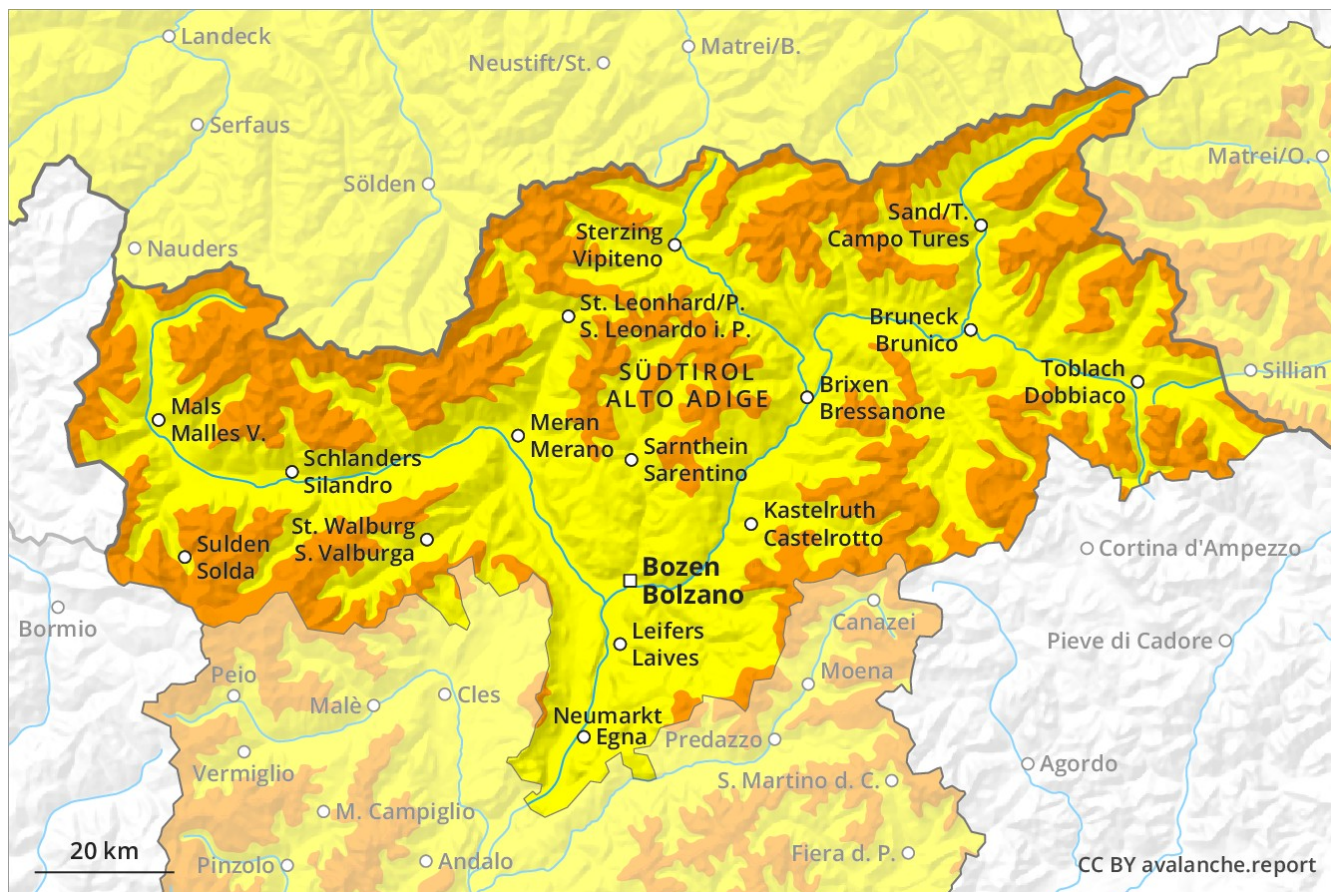 Landeck
Matrei/B.
Neustift/St.
Serfaus
Matrei/O.
Sölden
Nauders
Sand/T.
Campo Tures
Sterzing
Vipiteno
St. Leonhard/P.
S. Leonardo i. P.
Bruneck
Brunico
SÜDTIROL
ALTO ADIGE
Toblach
Dobbiaco
Sillian
Brixen
Bressanone
Mals
Malles V.
Meran
Merano
Sarnthein
Sarentino
Schlanders
Silandro
Kastelruth
Castelrotto
St. Walburg
S. Valburga
Sulden
Solda
Cortina d'Ampezzo
Bozen
Bolzano
Bormio
Canazei
Leifers
Laives
Pieve di Cadore
Moena
Peio
Malè
Cles
Neumarkt
Egna
Predazzo
Vermiglio
Agordo
S. Martino d. C.
M. Campiglio
20 km
Pinzolo
Andalo
Fiera d. P.
CC BY avalanche.report